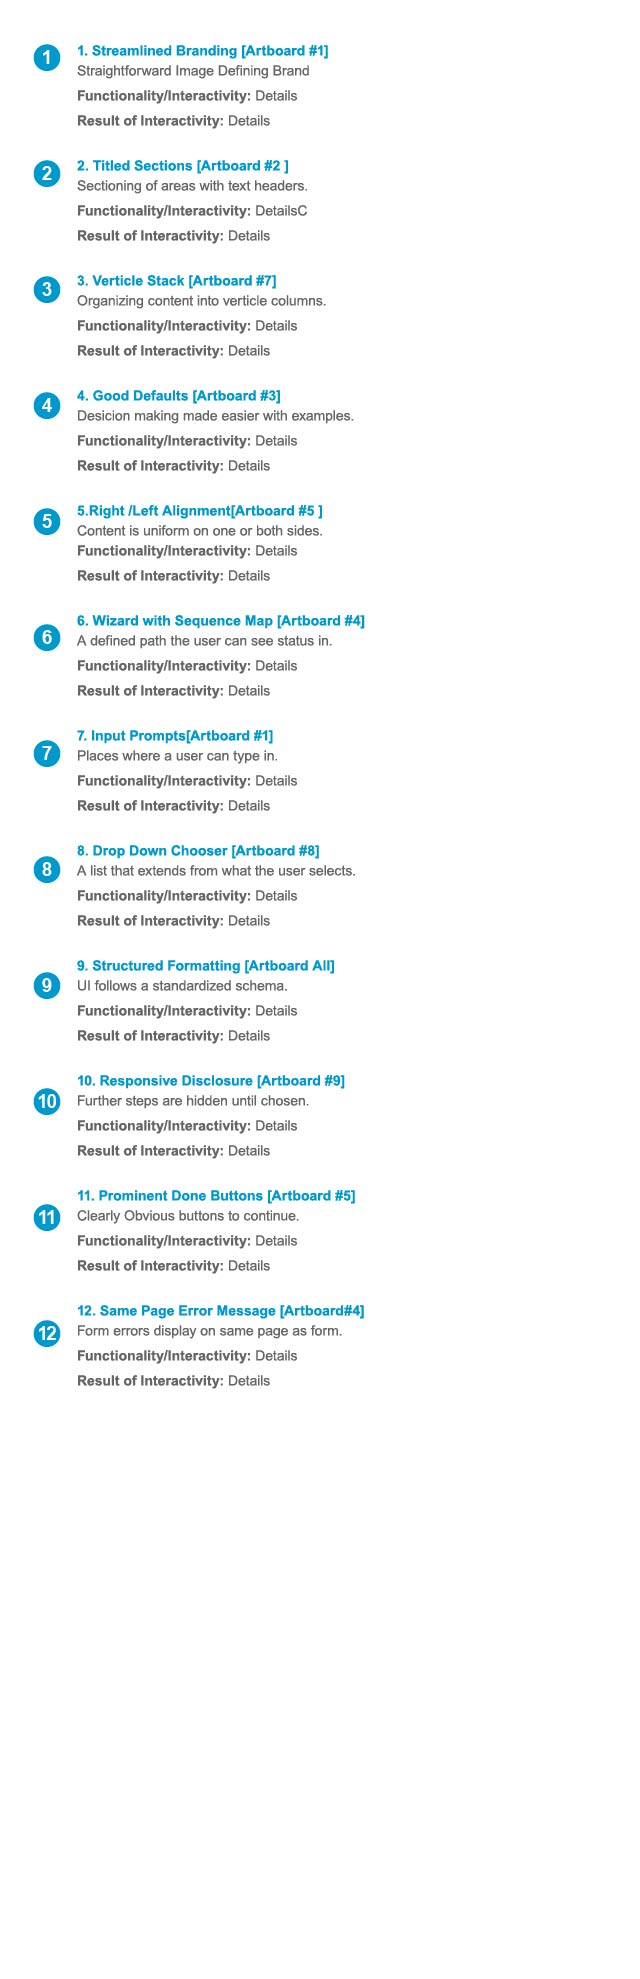 1
1. Streamlined Branding [Artboard #1]
Straightforward Image Defining Brand
Functionality/Interactivity: Details
Result of Interactivity: Details
2
2. Titled Sections [Artboard #2 ]
Sectioning of areas with text headers.
Functionality/Interactivity: DetailsC
Result of Interactivity: Details
3
3. Verticle Stack [Artboard #7]
Organizing content into verticle columns.
Functionality/Interactivity: Details
Result of Interactivity: Details
4
4. Good Defaults [Artboard #3]
Desicion making made easier with examples.
Functionality/Interactivity: Details
Result of Interactivity: Details
5
5.Right /Left Alignment[Artboard #5 ]
Content is uniform on one or both sides.
Functionality/Interactivity: Details
Result of Interactivity: Details
6
6. Wizard with Sequence Map [Artboard #4]
A defined path the user can see status in.
Functionality/Interactivity: Details
Result of Interactivity: Details
7
7. Input Prompts[Artboard #1]
Places where a user can type in.
Functionality/Interactivity: Details
Result of Interactivity: Details
8
8. Drop Down Chooser [Artboard #8]
A list that extends from what the user selects.
Functionality/Interactivity: Details
Result of Interactivity: Details
9
9. Structured Formatting [Artboard All]
UI follows a standardized schema.
Functionality/Interactivity: Details
Result of Interactivity: Details
10
10. Responsive Disclosure [Artboard #9]
Further steps are hidden until chosen.
Functionality/Interactivity: Details
Result of Interactivity: Details
11
11. Prominent Done Buttons [Artboard #5]
Clearly Obvious buttons to continue.
Functionality/Interactivity: Details
Result of Interactivity: Details
12
12. Same Page Error Message [Artboard#4]
Form errors display on same page as form.
Functionality/Interactivity: Details
Result of Interactivity: Details